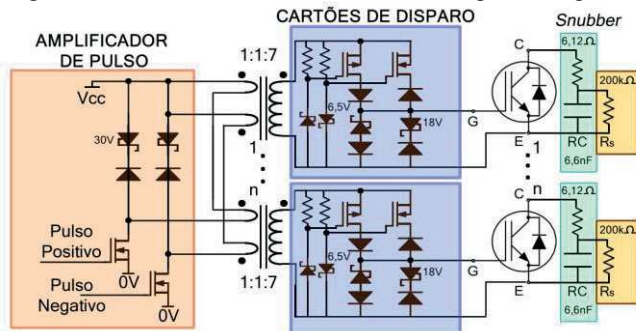 CARTÕES DE DISPARO
Snubber
AMPLIFICADOR
DE PULSO
1:1:7
Vcc
30V
6,5V
18V
G
C
E
6,12Ω
200kΩ
RC
Rs
6,6nF
1
n
1
n
Pulso
Positivo
0V
Pulso
Negativo
0V
1:1:7
6,5V
18V
G
C
E
6,12Ω
200kΩ
RC
Rs
6,6nF